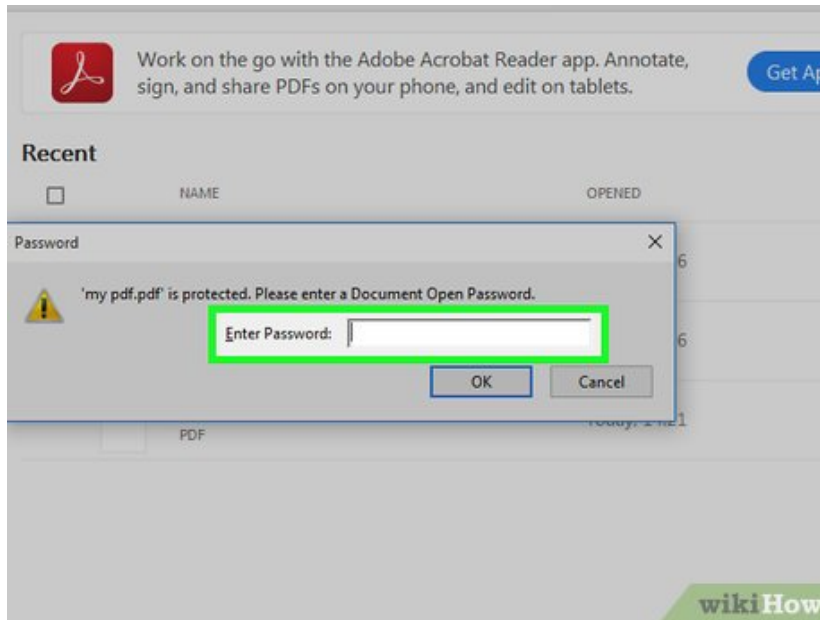 Work on the go with the Adobe Acrobat Reader app. Annotate,
Get Ap
sign, and share PDFs on your phone, and edit on tablets.
Recent
NAME OPENED
Password
6
'my pdf.pdf' is protected. Please enter a Document Open Password.
Enter Password:
6
OK Cancel
PDF
wikiHow